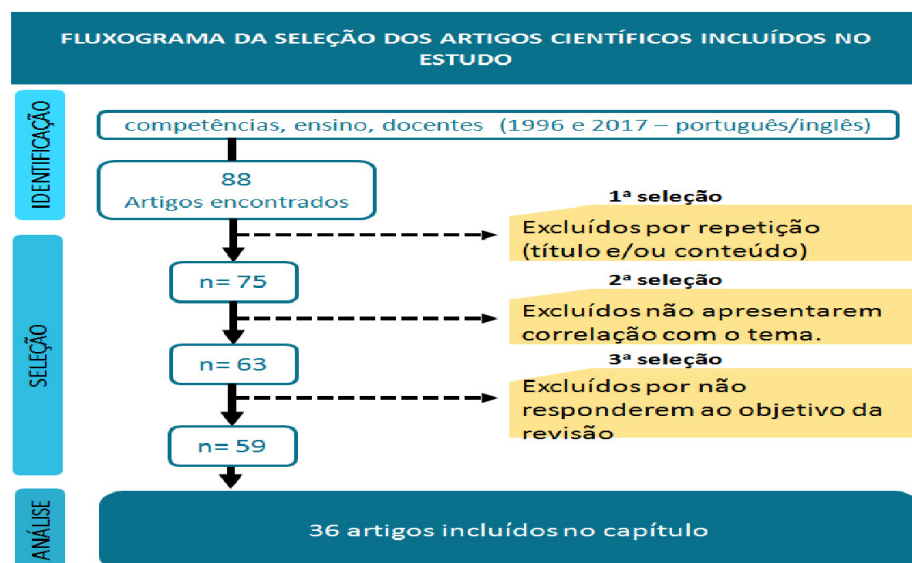 FLUXOGRAMA DA SELEÇÃO DOS ARTIGOS CIENTÍFICOS INCLUÍDOS NO
ESTUDO
IDENTIFICAÇÃO
competências, ensino, docentes (1996 e 2017 – português/inglês)
88
Artigos encontrados
1ª seleção
Excluídos por repetição
(título e/ou conteúdo)
SELEÇÃO
n= 75
2ª seleção
Excluídos não apresentarem
correlação com o tema.
n= 63
3ª seleção
Excluídos por não
responderem ao objetivo da
revisão
n= 59
ANÁLISE
36 artigos incluídos no capítulo